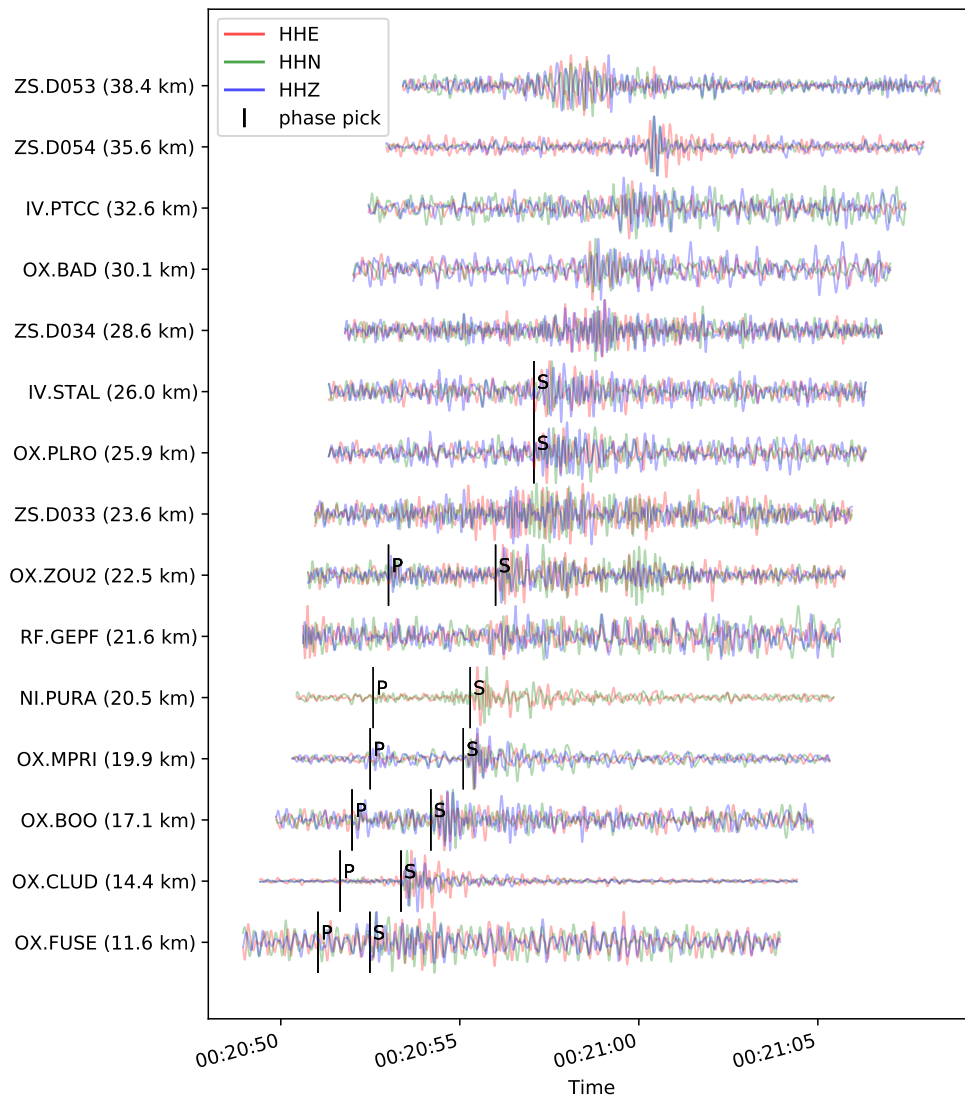 HHE
HHN
HHZ
phase pick
ZS.D053 (38.4 km)
ZS.D054 (35.6 km)
IV.PTCC (32.6 km)
OX.BAD (30.1 km)
ZS.D034 (28.6 km)
IV.STAL (26.0 km)
S
OX.PLRO (25.9 km)
S
ZS.D033 (23.6 km)
OX.ZOU2 (22.5 km)
P
S
RF.GEPF (21.6 km)
NI.PURA (20.5 km)
P
S
OX.MPRI (19.9 km)
P
S
OX.BOO (17.1 km)
P
S
OX.CLUD (14.4 km)
P
S
OX.FUSE (11.6 km)
P
S
00:20:50
00:20:55
00:21:00
00:21:05
Time